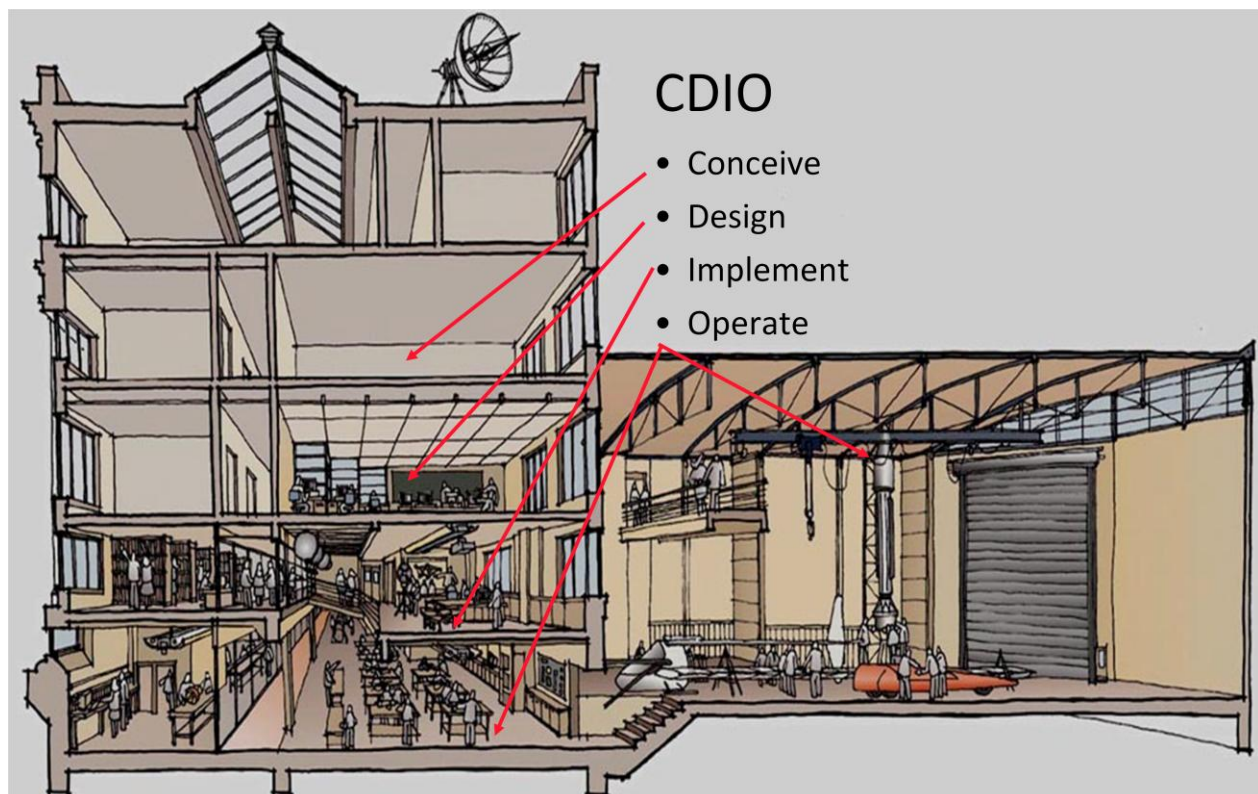 CDIO
• Conceive
• Design
• Implement
• Operate